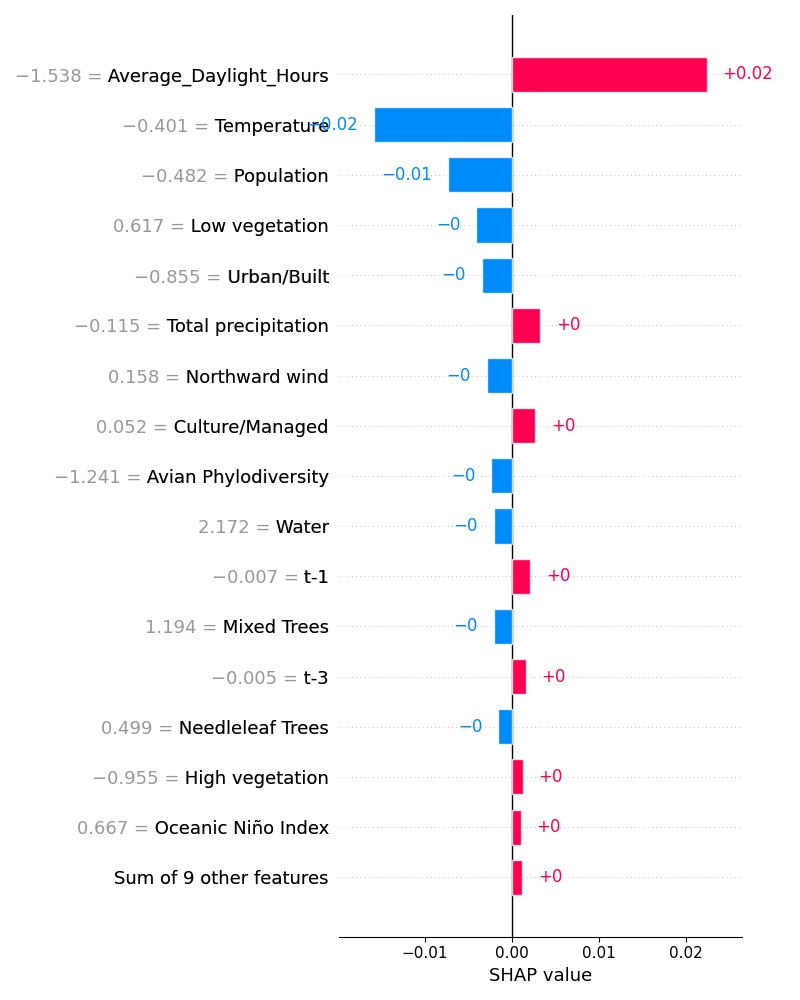 −1.538 = Average_Daylight_Hours +0.02
−0.401 = Temperature −0.02
−0.482 = Population −0.01
0.617 = Low vegetation −0
−0.855 = Urban/Built −0
−0.115 = Total precipitation +0
0.158 = Northward wind −0
0.052 = Culture/Managed +0
−1.241 = Avian Phylodiversity −0
2.172 = Water −0
−0.007 = t-1 +0
1.194 = Mixed Trees −0
−0.005 = t-3 +0
0.499 = Needleleaf Trees −0
−0.955 = High vegetation +0
0.667 = Oceanic Niño Index +0
Sum of 9 other features +0
−0.01 0.00 0.01 0.02
SHAP value